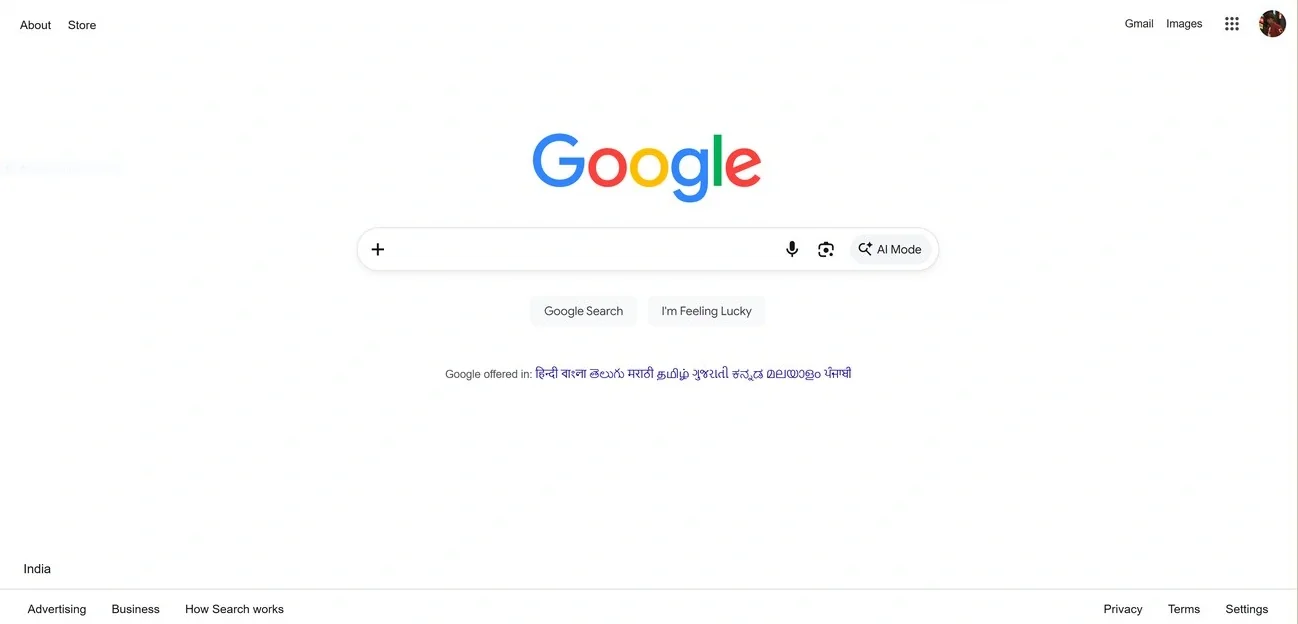 About Store
Gmail Images
Google
AI Mode
Google Search I'm Feeling Lucky
Google offered in: हिन्दी বাংলা తెలుగు मराठी தமிழ் ગુજરાતી ಕನ್ನಡ മലയാളം ਪੰਜਾਬੀ
India
Advertising Business How Search works
Privacy Terms Settings